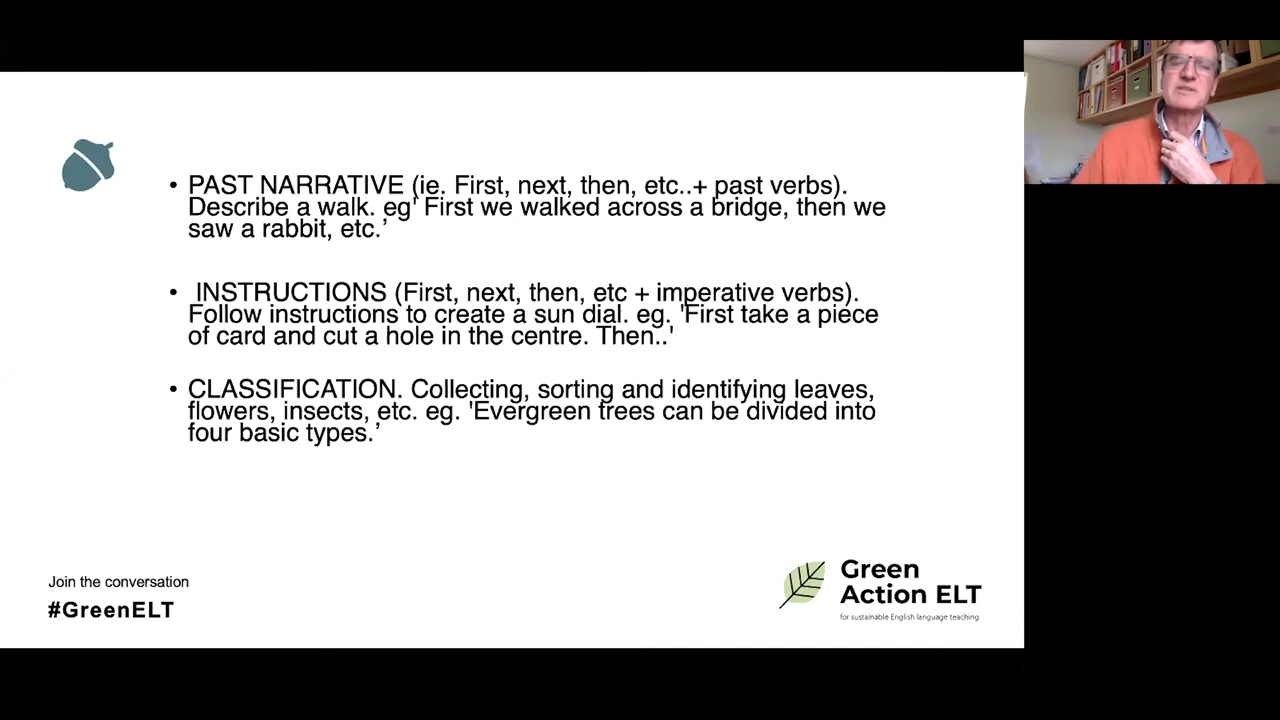 • PAST NARRATIVE (ie. First, next, then, etc..+ past verbs).
Describe a walk. eg' First we walked across a bridge, then we
saw a rabbit, etc.’
• INSTRUCTIONS (First, next, then, etc + imperative verbs).
Follow instructions to create a sun dial. eg. 'First take a piece
of card and cut a hole in the centre. Then..'
• CLASSIFICATION. Collecting, sorting and identifying leaves,
flowers, insects, etc. eg. 'Evergreen trees can be divided into
four basic types.’
Join the conversation
#GreenELT
Green
Action ELT
for sustainable English language teaching